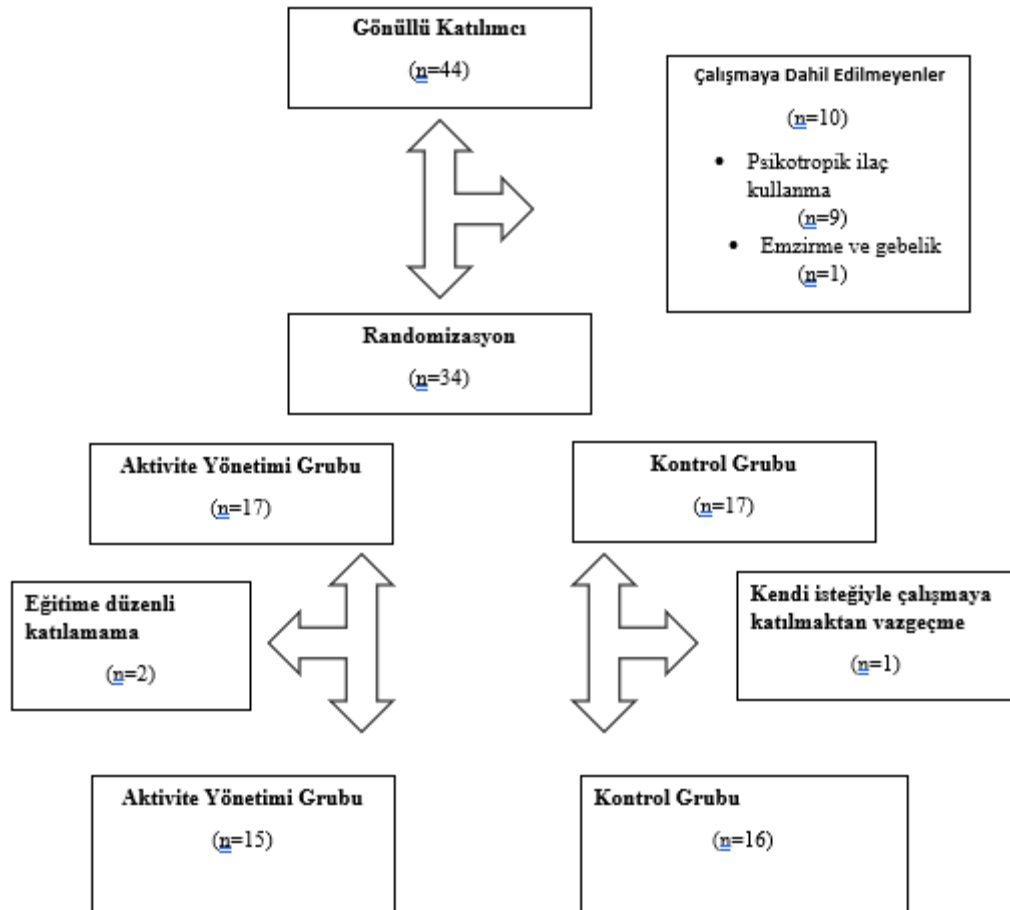 Gönüllü Katılımcı
(n=44)
Çalışmaya Dahil Edilmeyenler
(n=10)
• Psikotropik ilaç
kullanma
(n=9)
• Emzirme ve gebelik
(n=1)
Randomizasyon
(n=34)
Aktivite Yönetimi Grubu
(n=17)
Kontrol Grubu
(n=17)
Eğitime düzenli
katılamama
(n=2)
Kendi isteğiyle çalışmaya
katılmaktan vazgeçme
(n=1)
Aktivite Yönetimi Grubu
(n=15)
Kontrol Grubu
(n=16)